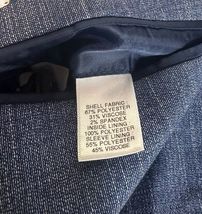 SHELL FABRIC
67% POLYESTER
31% VISCOSE
2% SPANDEX
INSIDE LINING
100% POLYESTER
SLEEVE LINING
55% POLYESTER
45% VISCOSE